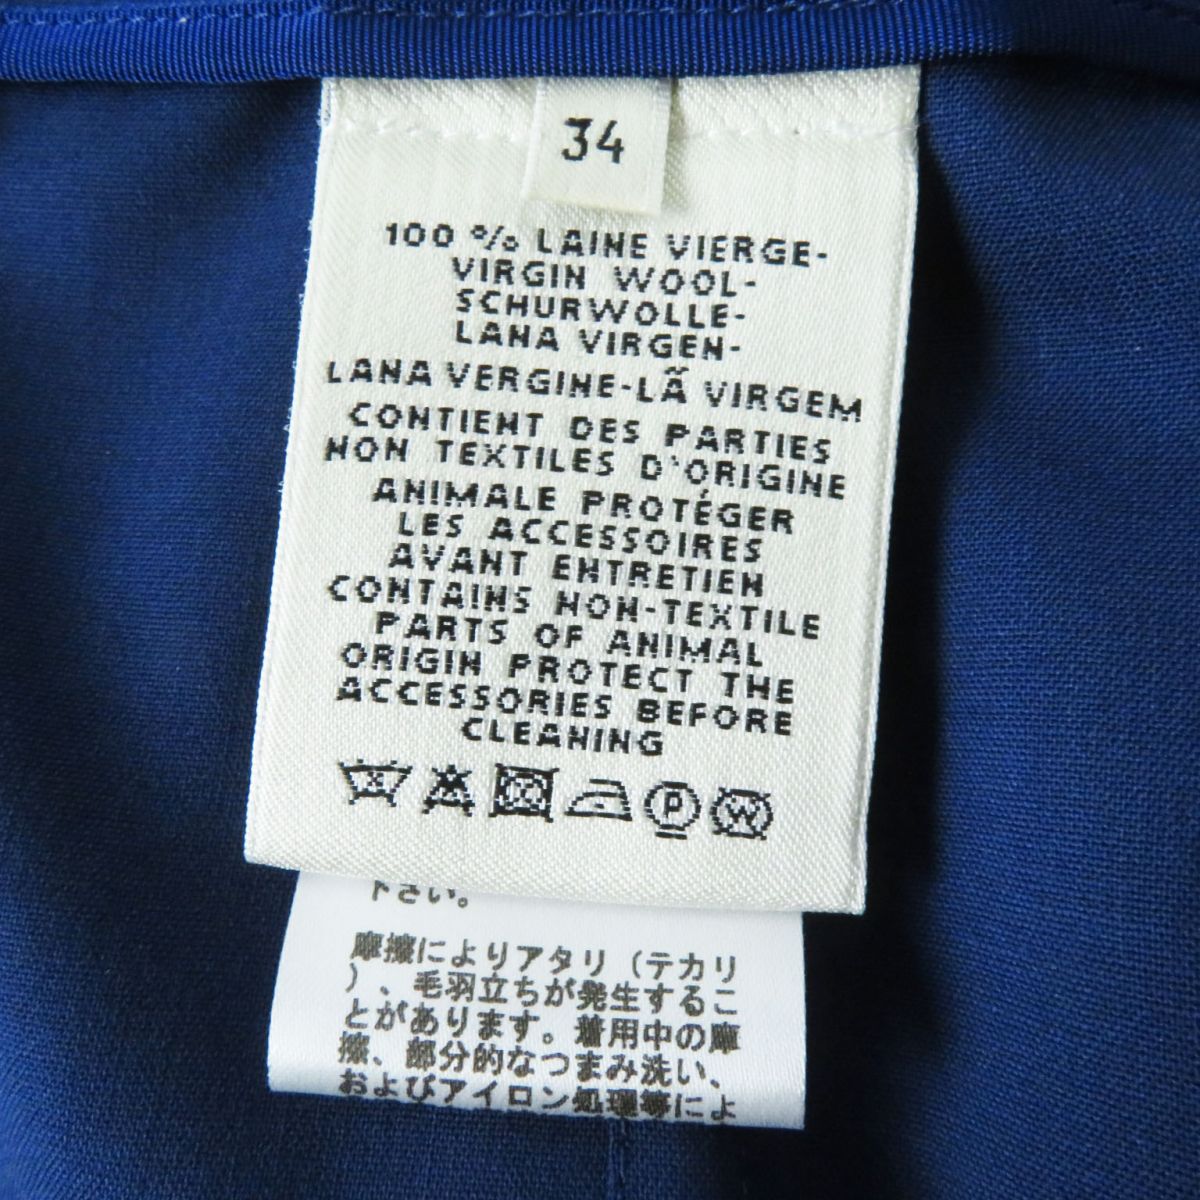 34
100 % LAINE VIERGE-
VIRGIN WOOL-
SCHURWOLLE-
LANA VIRGEN-
LANA VERGINE-LÃ VIRGEM
CONTIENT DES PARTIES
NON TEXTILES D'ORIGINE
ANIMALE PROTÉGER
LES ACCESSOIRES
AVANT ENTRETIEN
CONTAINS NON-TEXTILE
PARTS OF ANIMAL
ORIGIN PROTECT THE
ACCESSORIES BEFORE
CLEANING
P W
下さい。
摩擦によりアタリ（テカリ
）、毛羽立ちが発生するこ
とがあります。着用中の摩
擦、部分的なつまみ洗い、
およびアイロン処理等によ